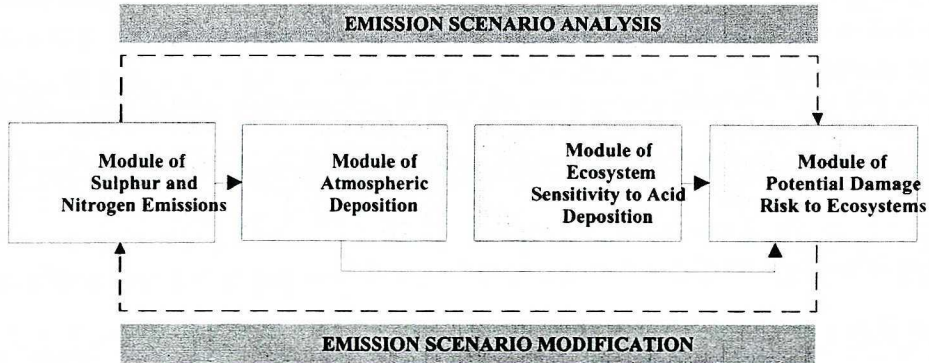 EMISSION SCENARIO ANALYSIS
Module of
Sulphur and
Nitrogen Emissions
Module of
Atmospheric
Deposition
Module of
Ecosystem
Sensitivity to Acid
Deposition
Module of
Potential Damage
Risk to Ecosystems
EMISSION SCENARIO MODIFICATION